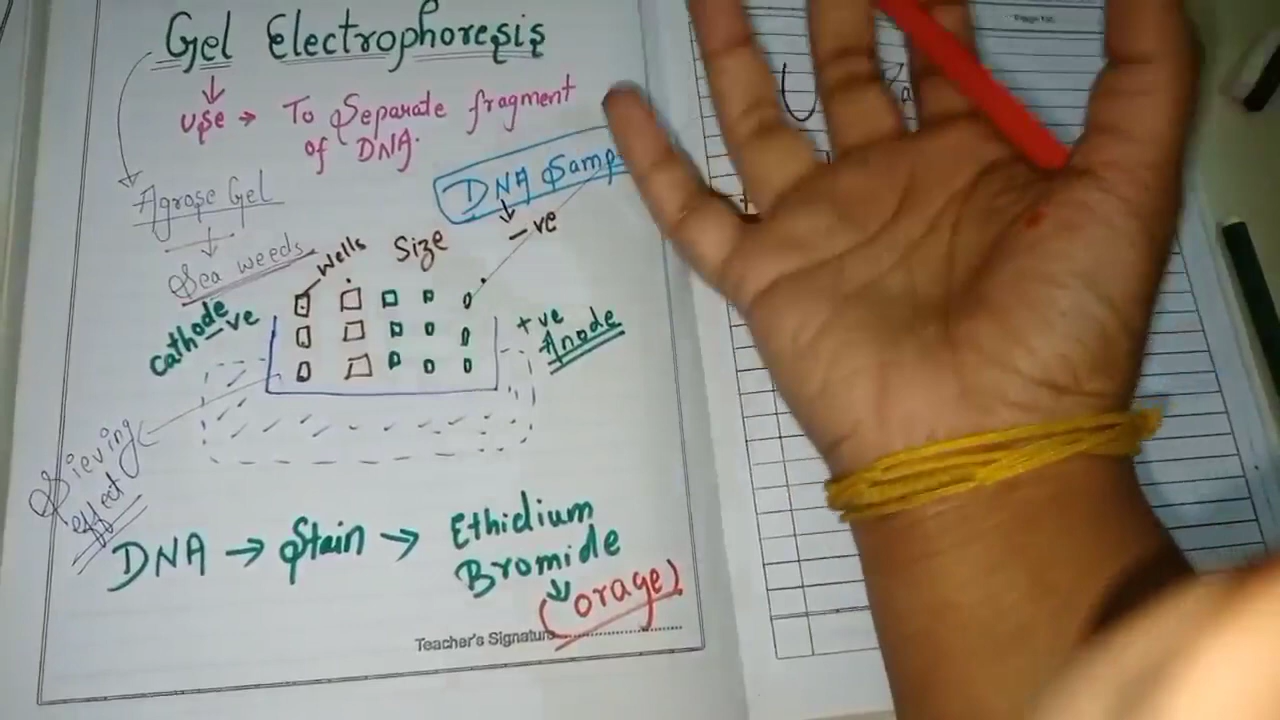 Gel Electrophoresis
use → To Separate fragment
of DNA.
Agrose Gel
DNA Samp
- ve
Sea weeds
Wells
Size
Cathode
-ve
+ve
Anode
Sieving
effect
DNA → Stain → Ethidium
Bromide
(orage)
Teacher's Signature